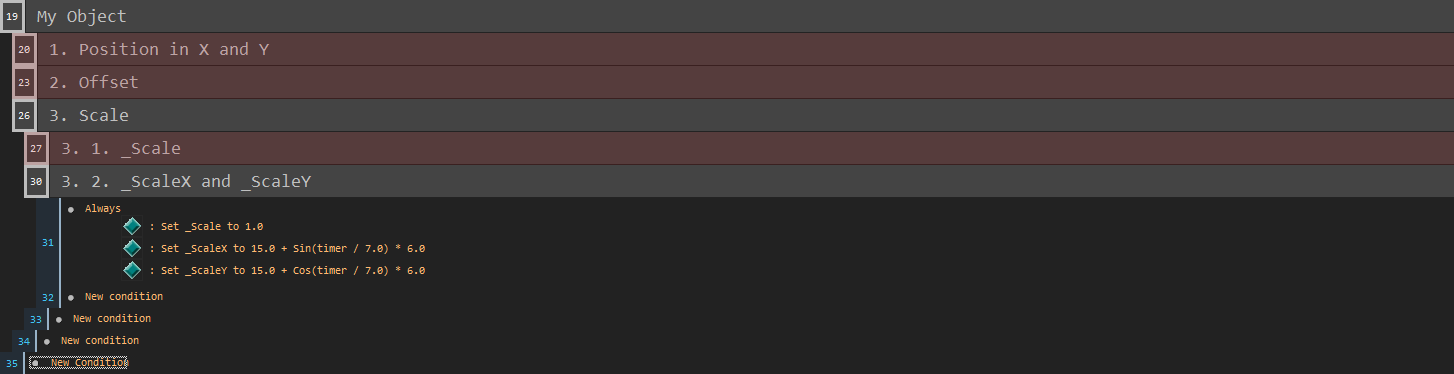 19 My Object
20 1. Position in X and Y
23 2. Offset
26 3. Scale
27 3. 1. _Scale
30 3. 2. _ScaleX and _ScaleY
31
Always
: Set _Scale to 1.0
: Set _ScaleX to 15.0 + Sin(timer / 7.0) * 6.0
: Set _ScaleY to 15.0 + Cos(timer / 7.0) * 6.0
32 New condition
33 New condition
34 New condition
35 New Condition